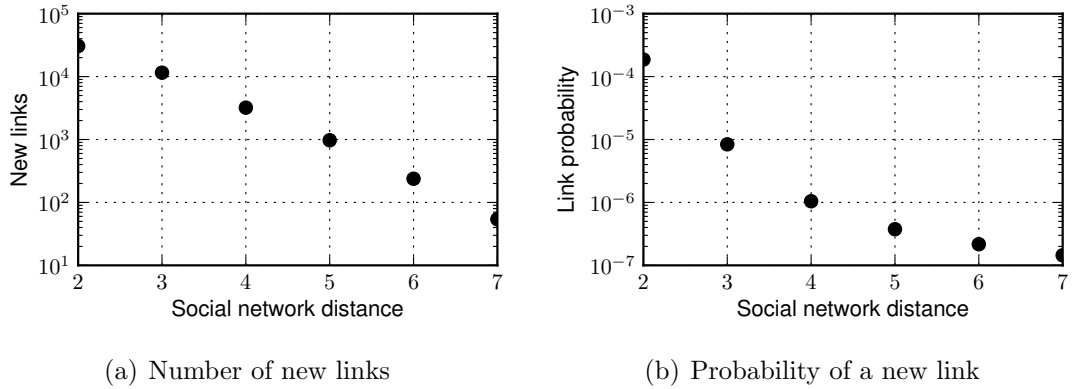 10^5
10^4
10^3
10^2
10^1
New links
2 3 4 5 6 7
Social network distance
(a) Number of new links
10^{-3}
10^{-4}
10^{-5}
10^{-6}
10^{-7}
Link probability
2 3 4 5 6 7
Social network distance
(b) Probability of a new link